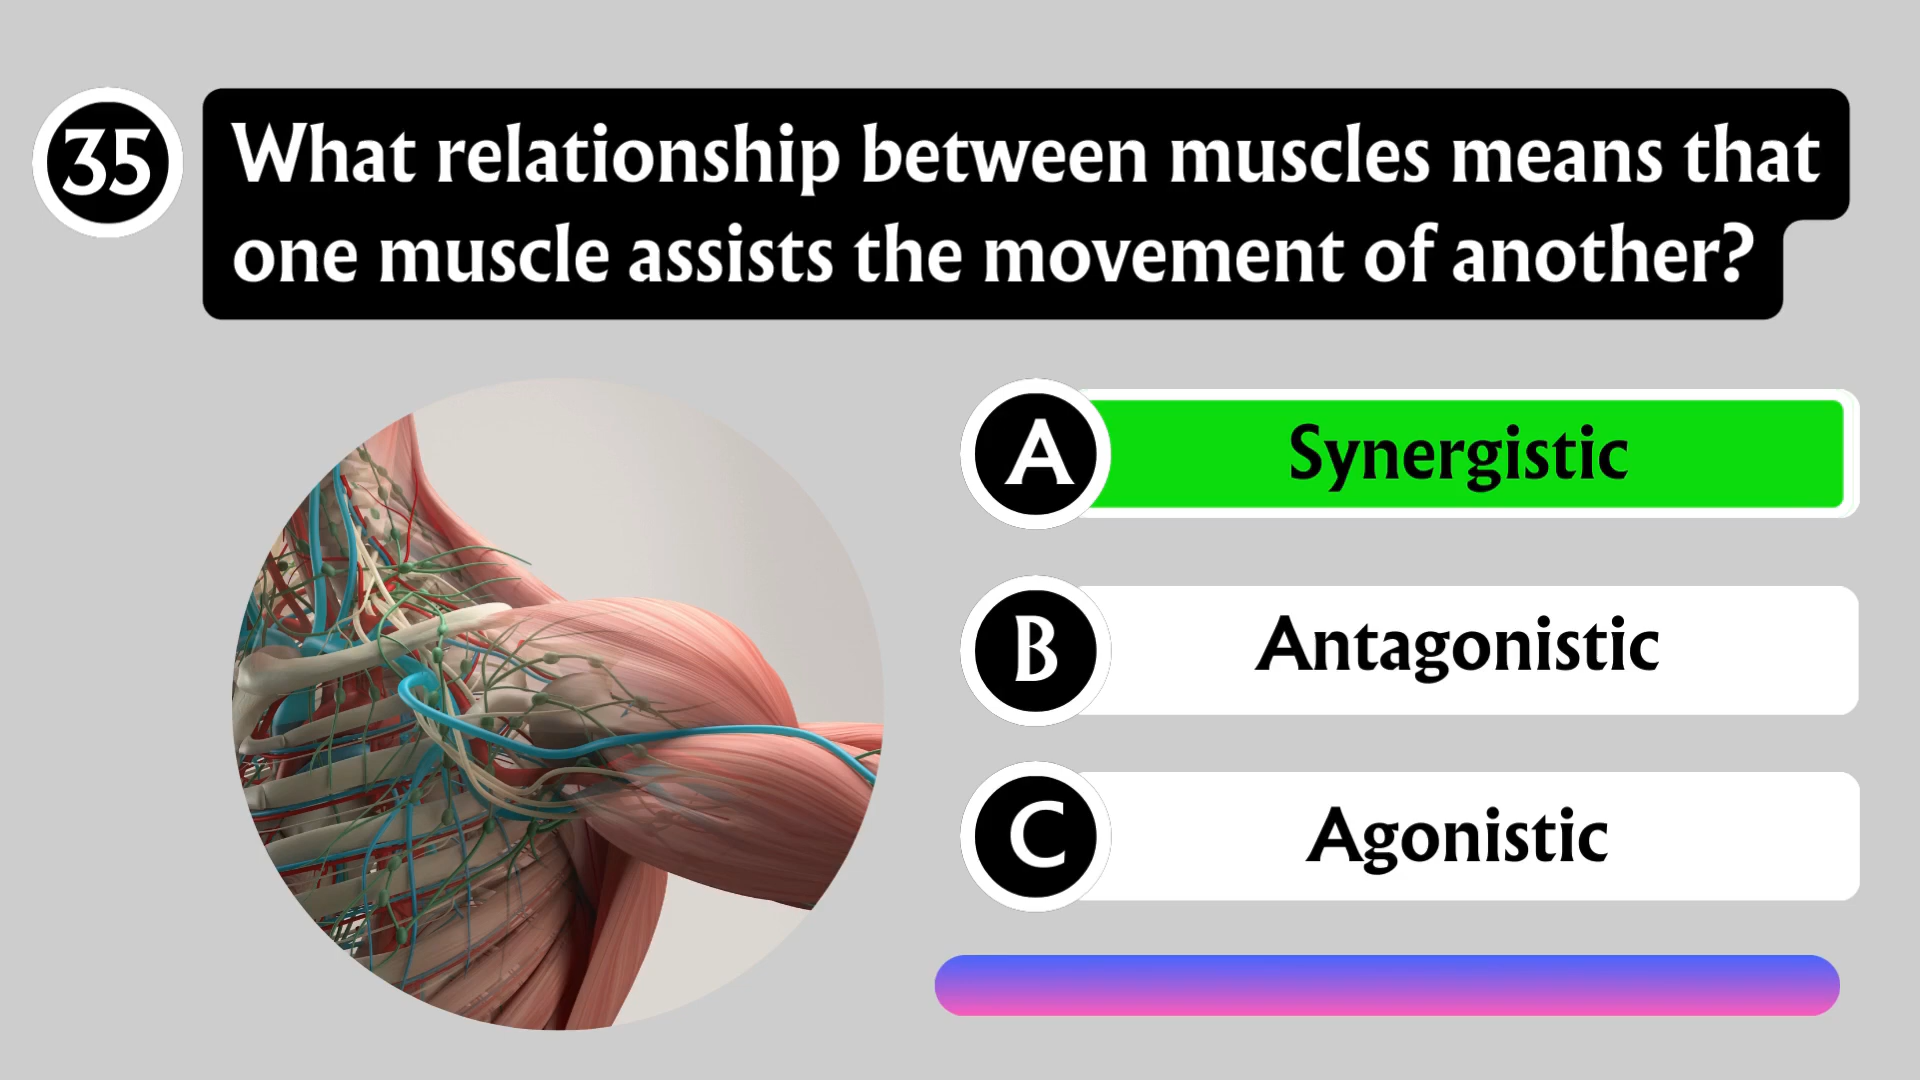 35
What relationship between muscles means that
one muscle assists the movement of another?
A Synergistic
B Antagonistic
C Agonistic